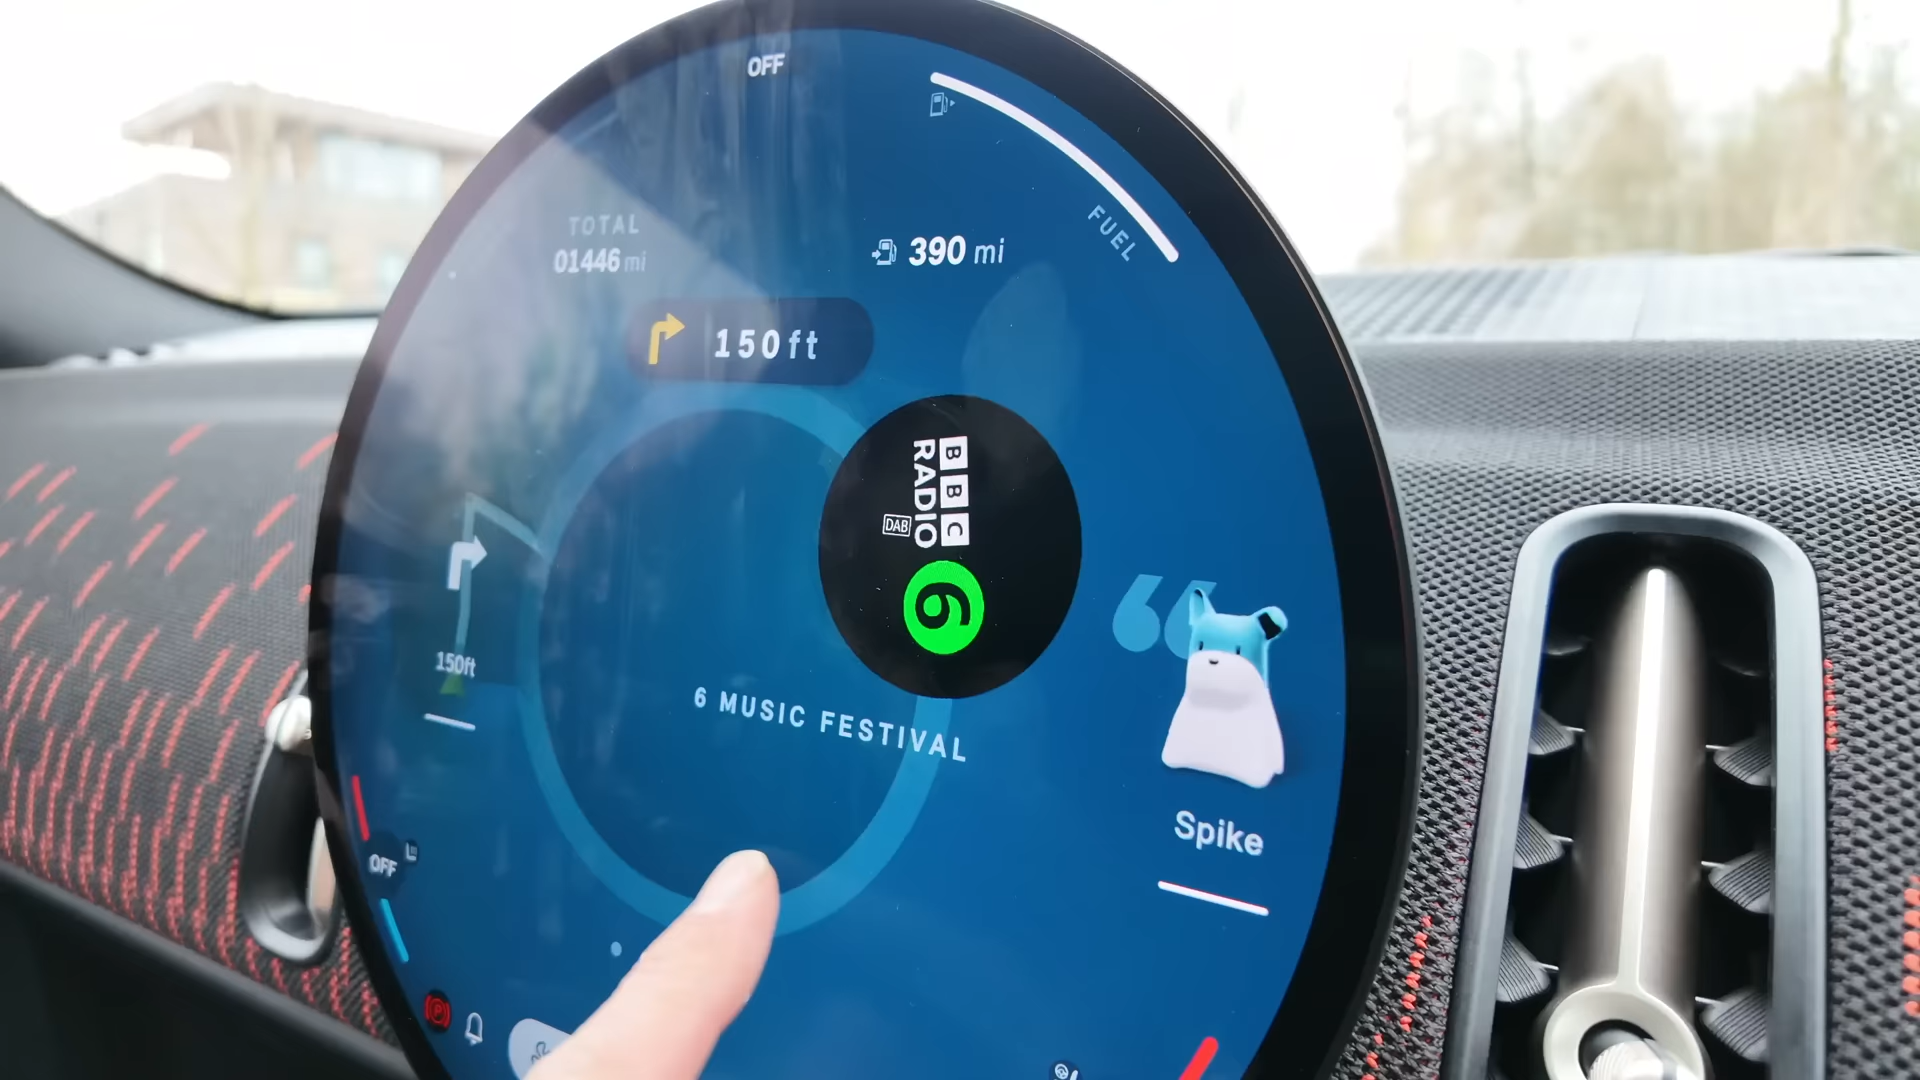 OFF
FUEL
TOTAL
01446 mi
390 mi
150 ft
BBC
RADIO
DAB
6
150ft
6 MUSIC FESTIVAL
Spike
OFF
P